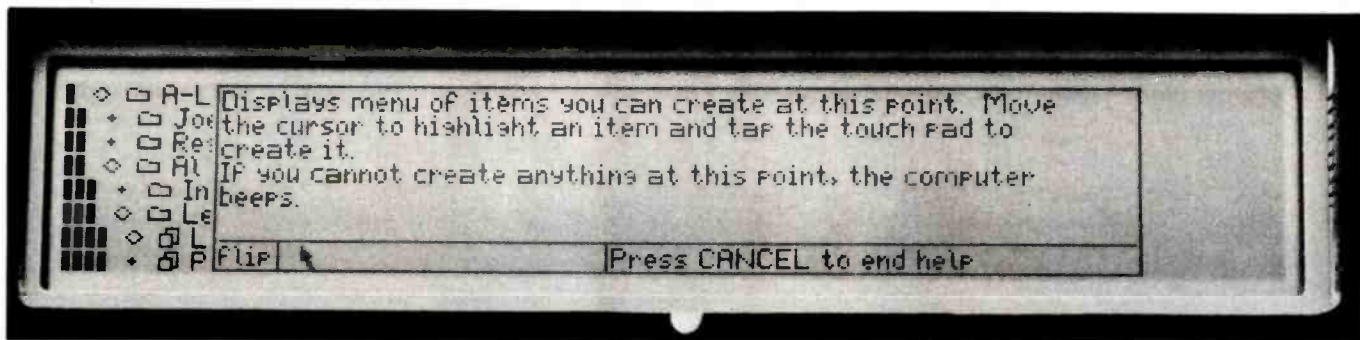 A-L
Displays menu of items you can create at this point. Move
Joe
the cursor to highlight an item and tap the touch pad to
Res
create it.
Al
If you cannot create anything at this point, the computer
In
beeps.
Le
L
P
flip
Press CANCEL to end help